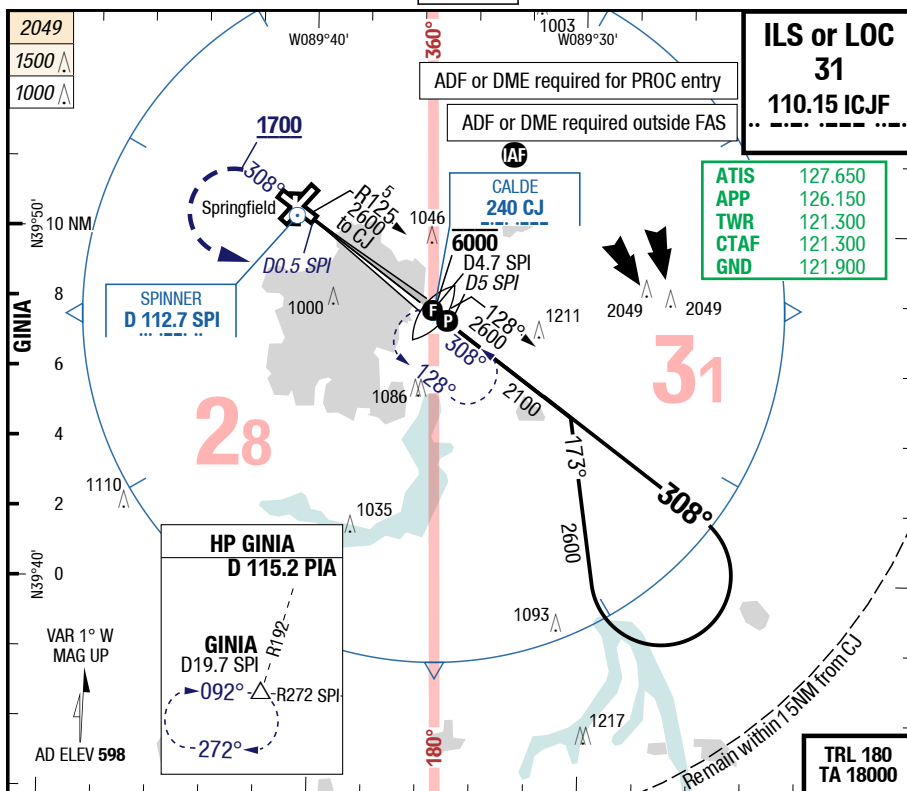 2049
1500
1000
W089°40'
360°
1003
W089°30'
ILS or LOC
31
110.15 ICJF
ADF or DME required for PROC entry
ADF or DME required outside FAS
IAF
CALDE
240 CJ
ATIS 127.650
APP 126.150
TWR 121.300
CTAF 121.300
GND 121.900
1700
308°
Springfield
R125
5
2600
to CJ
1046
6000
D4.7 SPI
D5 SPI
D0.5 SPI
N39°50'
10 NM
8
6
4
2
0
GINIA
N39°40'
SPINNER
D 112.7 SPI
1000
F
P
128°
2600
1211
2049
2049
308°
128°
2100
1086
28
31
173°
2600
308°
1110
1035
HP GINIA
D 115.2 PIA
R192
GINIA
D19.7 SPI
092°
R272 SPI
272°
1093
1217
VAR 1° W
MAG UP
AD ELEV 598
180°
Remain within 15NM from CJ
TRL 180
TA 18000